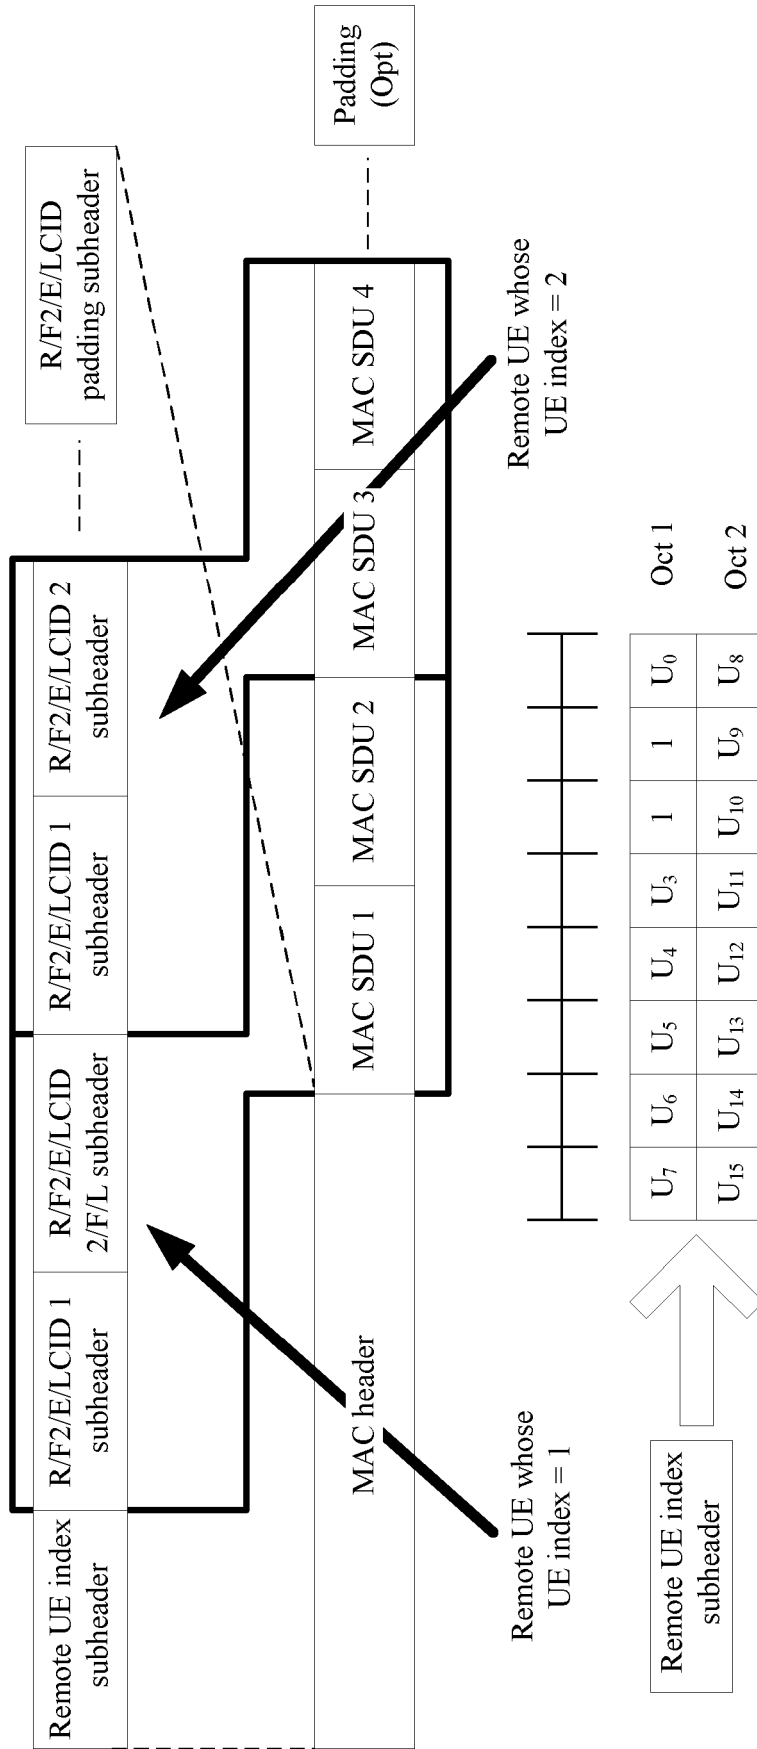 Remote UE index
subheader
R/F2/E/LCID 1
subheader
R/F2/E/LCID
2/F/L subheader
R/F2/E/LCID 1
subheader
R/F2/E/LCID 2
subheader
R/F2/E/LCID
padding subheader
MAC header
MAC SDU 1
MAC SDU 2
MAC SDU 3
MAC SDU 4
Padding
(Opt)
Remote UE whose
UE index = 1
Remote UE whose
UE index = 2
Remote UE index
subheader
U₇ U₆ U₅ U₄ U₃ 1 1 U₀ Oct 1
U₁₅ U₁₄ U₁₃ U₁₂ U₁₁ U₁₀ U₉ U₈ Oct 2